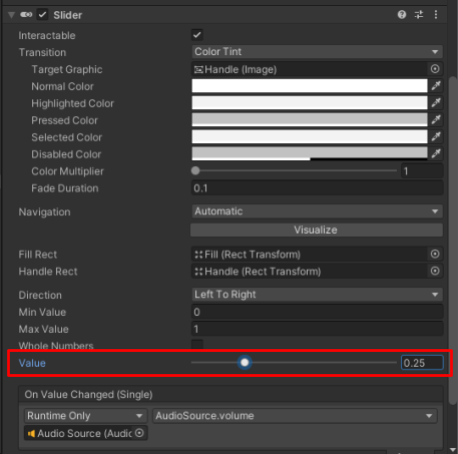 Slider
Interactable
Transition Color Tint
Target Graphic Handle (Image)
Normal Color
Highlighted Color
Pressed Color
Selected Color
Disabled Color
Color Multiplier 1
Fade Duration 0.1
Navigation Automatic
Visualize
Fill Rect Fill (Rect Transform)
Handle Rect Handle (Rect Transform)
Direction Left To Right
Min Value 0
Max Value 1
Whole Numbers
Value 0.25
On Value Changed (Single)
Runtime Only AudioSource.volume
Audio Source (Audic